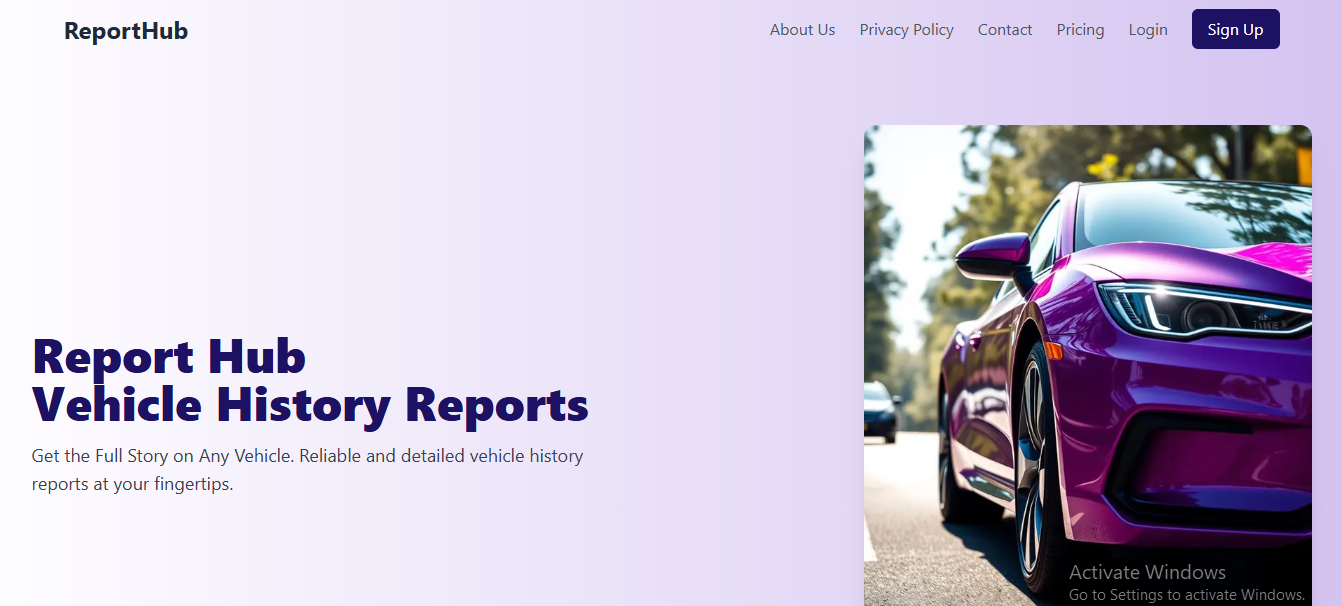 ReportHub
About Us Privacy Policy Contact Pricing Login Sign Up
Report Hub
Vehicle History Reports
Get the Full Story on Any Vehicle. Reliable and detailed vehicle history
reports at your fingertips.
Activate Windows
Go to Settings to activate Windows.